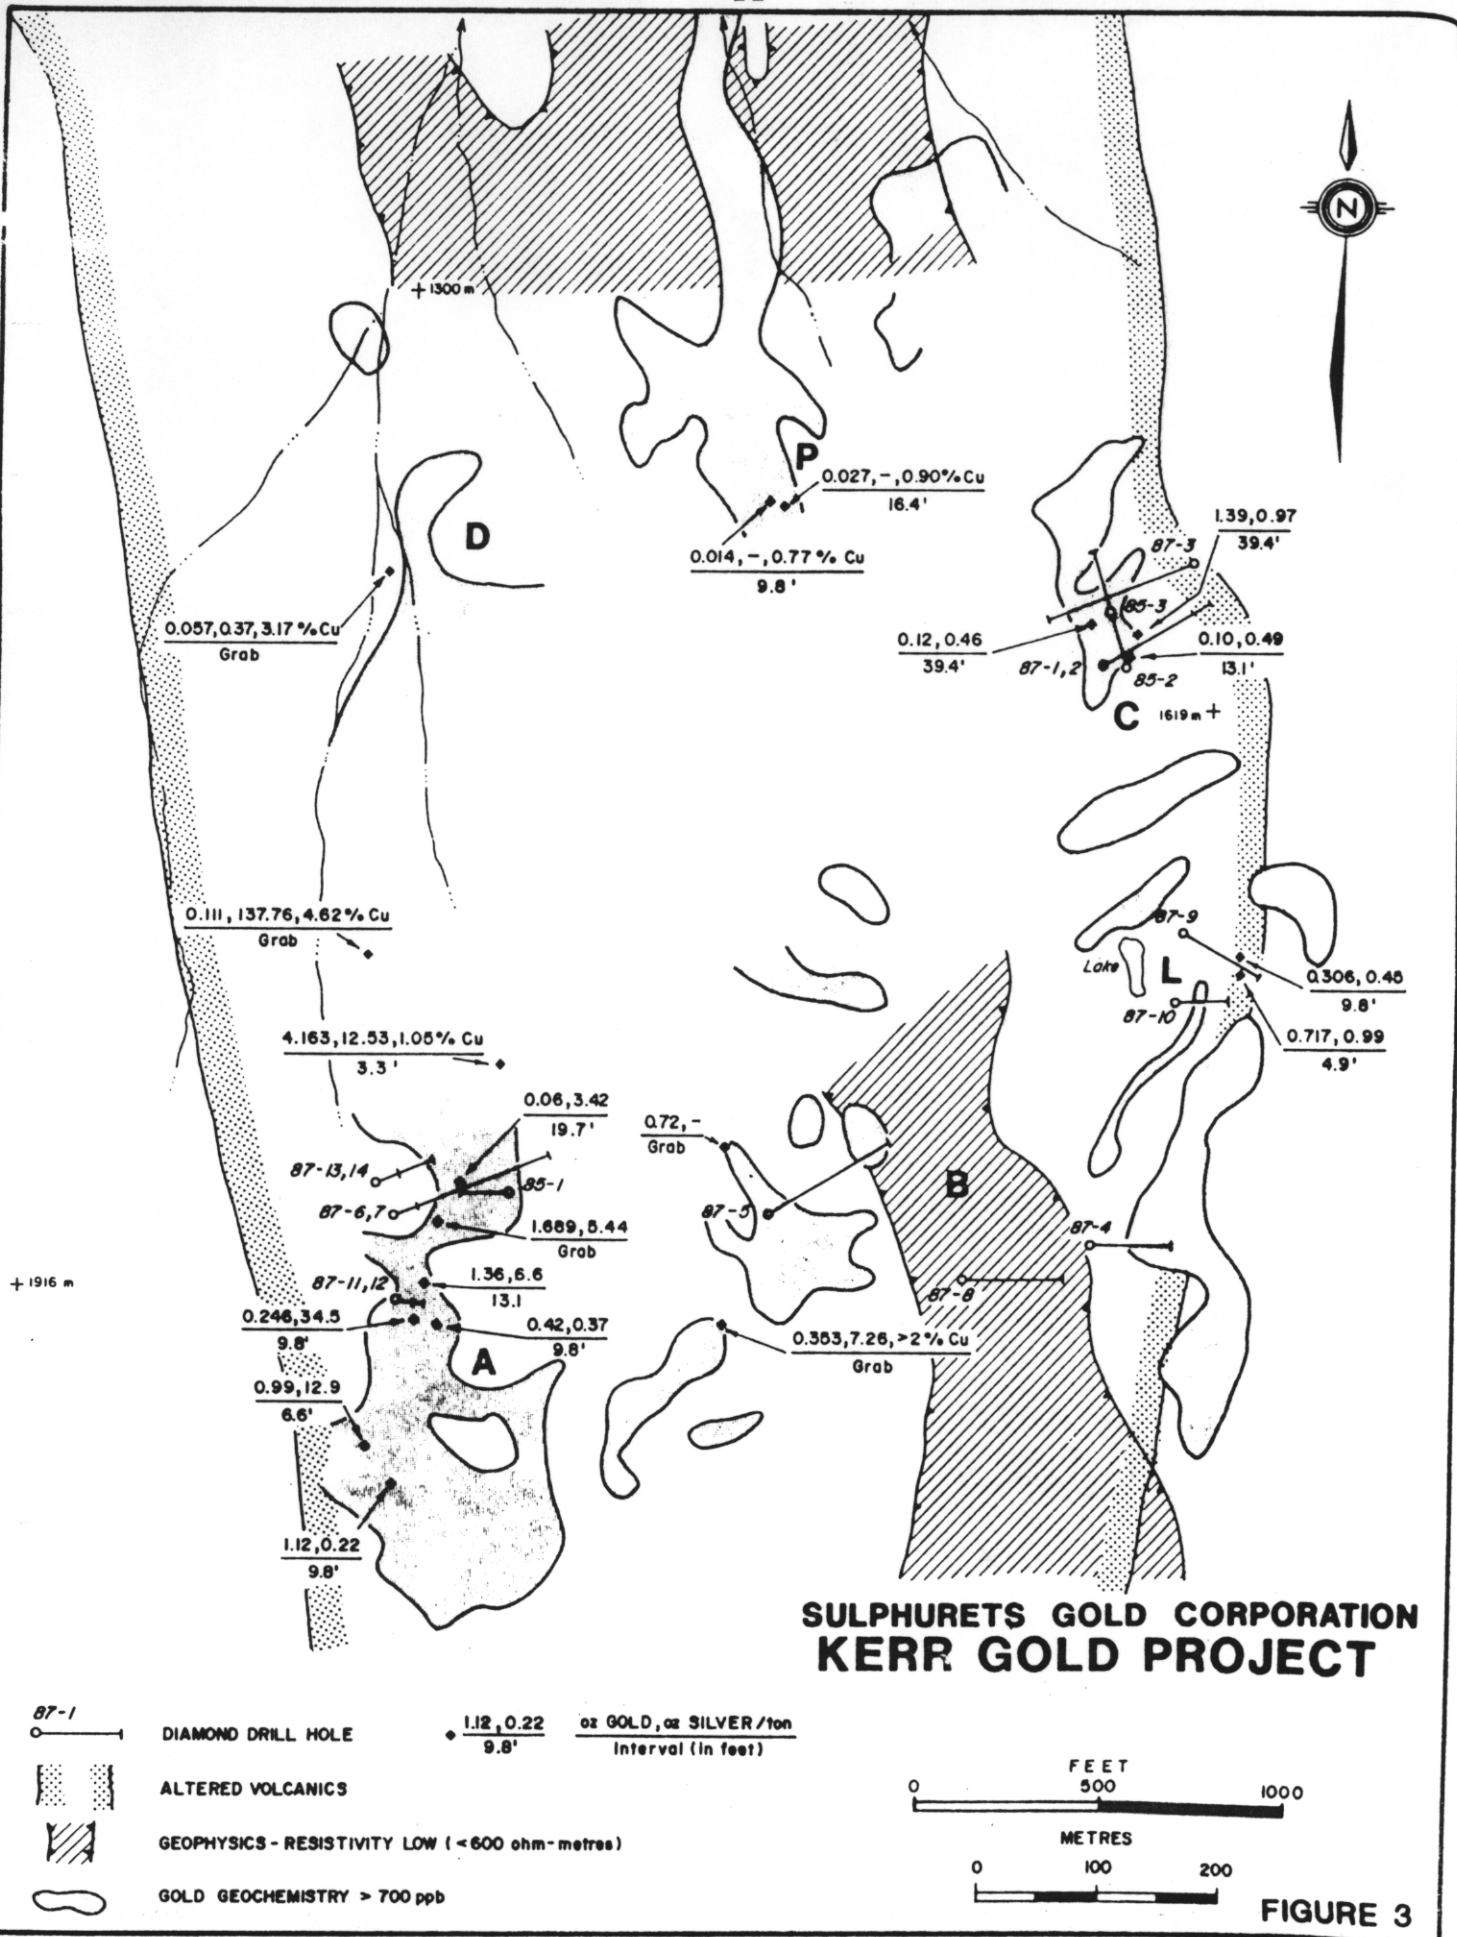 N
+ 1300 m
P
0.027, –, 0.90% Cu
16.4'
D
0.014, –, 0.77 % Cu
9.8'
1.39, 0.97
39.4'
87-3
85-3
0.057, 0.37, 3.17 % Cu
Grab
0.12, 0.46
39.4'
87-1,2
0.10, 0.49
13.1'
85-2
C
1619 m +
0.111, 137.76, 4.62% Cu
Grab
87-9
Lake
L
0.306, 0.45
9.8'
87-10
0.717, 0.99
4.9'
4.163, 12.53, 1.05% Cu
3.3'
0.06, 3.42
19.7'
0.72, –
Grab
87-13,14
85-1
B
87-6,7
87-5
1.689, 5.44
Grab
87-4
+ 1916 m
87-11,12
1.36, 6.6
13.1
87-8
0.246, 34.5
9.8'
0.42, 0.37
9.8'
0.353, 7.26, >2% Cu
Grab
A
0.99, 12.9
6.6'
1.12, 0.22
9.8'
SULPHURETS GOLD CORPORATION
KERR GOLD PROJECT
87-1
DIAMOND DRILL HOLE
1.12, 0.22
9.8'
oz GOLD, oz SILVER/ton
Interval (in feet)
ALTERED VOLCANICS
GEOPHYSICS - RESISTIVITY LOW (<600 ohm-metres)
GOLD GEOCHEMISTRY > 700 ppb
FEET
0 500 1000
METRES
0 100 200
FIGURE 3